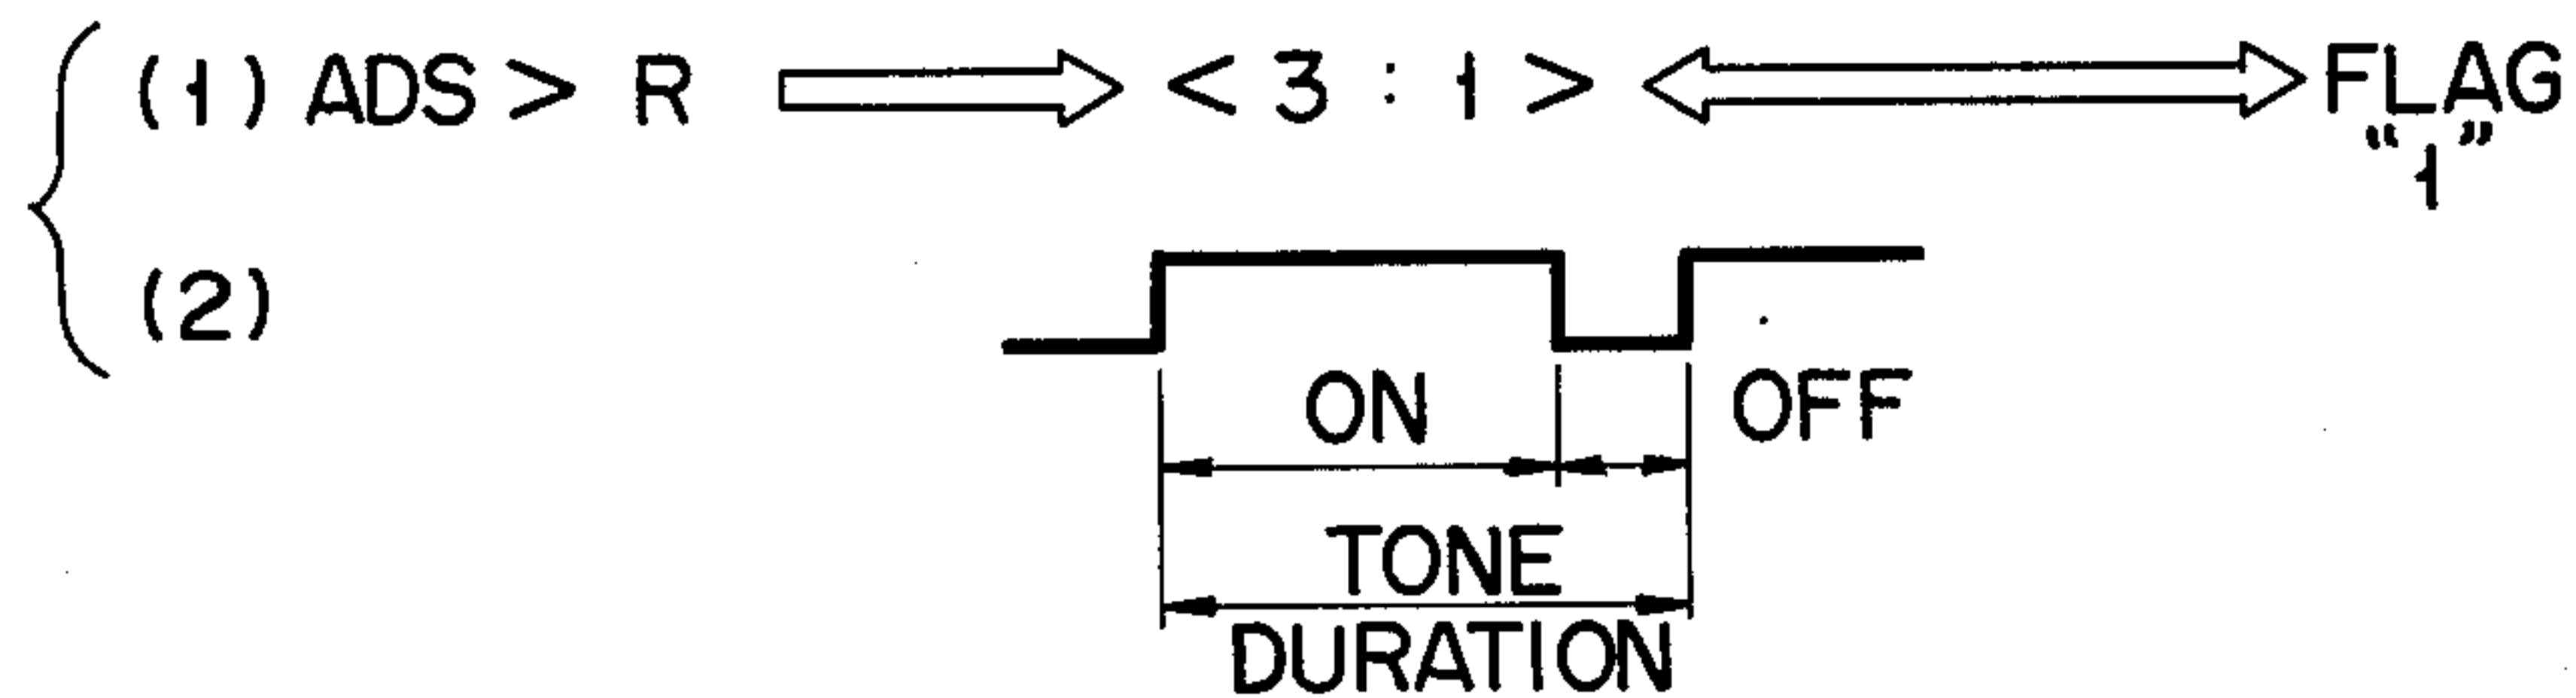 (1) ADS > R < 3 : 1 > FLAG
"1"
(2)
ON OFF
TONE
DURATION